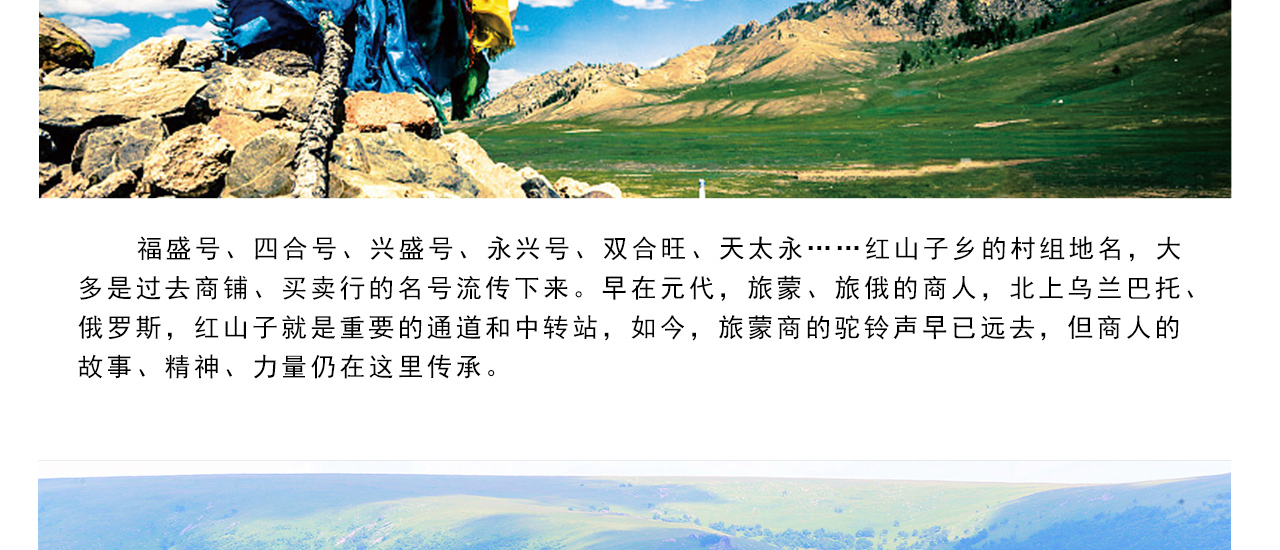 福盛号、四合号、兴盛号、永兴号、双合旺、天太永……红山子乡的村组地名，大
多是过去商铺、买卖行的名号流传下来。早在元代，旅蒙、旅俄的商人，北上乌兰巴托、
俄罗斯，红山子就是重要的通道和中转站，如今，旅蒙商的驼铃声早已远去，但商人的
故事、精神、力量仍在这里传承。